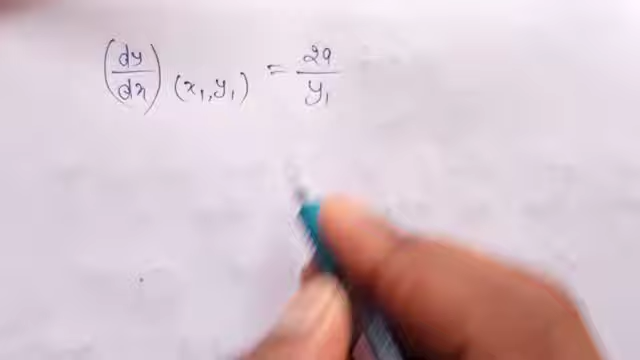 (dy/dx) (x₁, y₁) = 2a/y₁